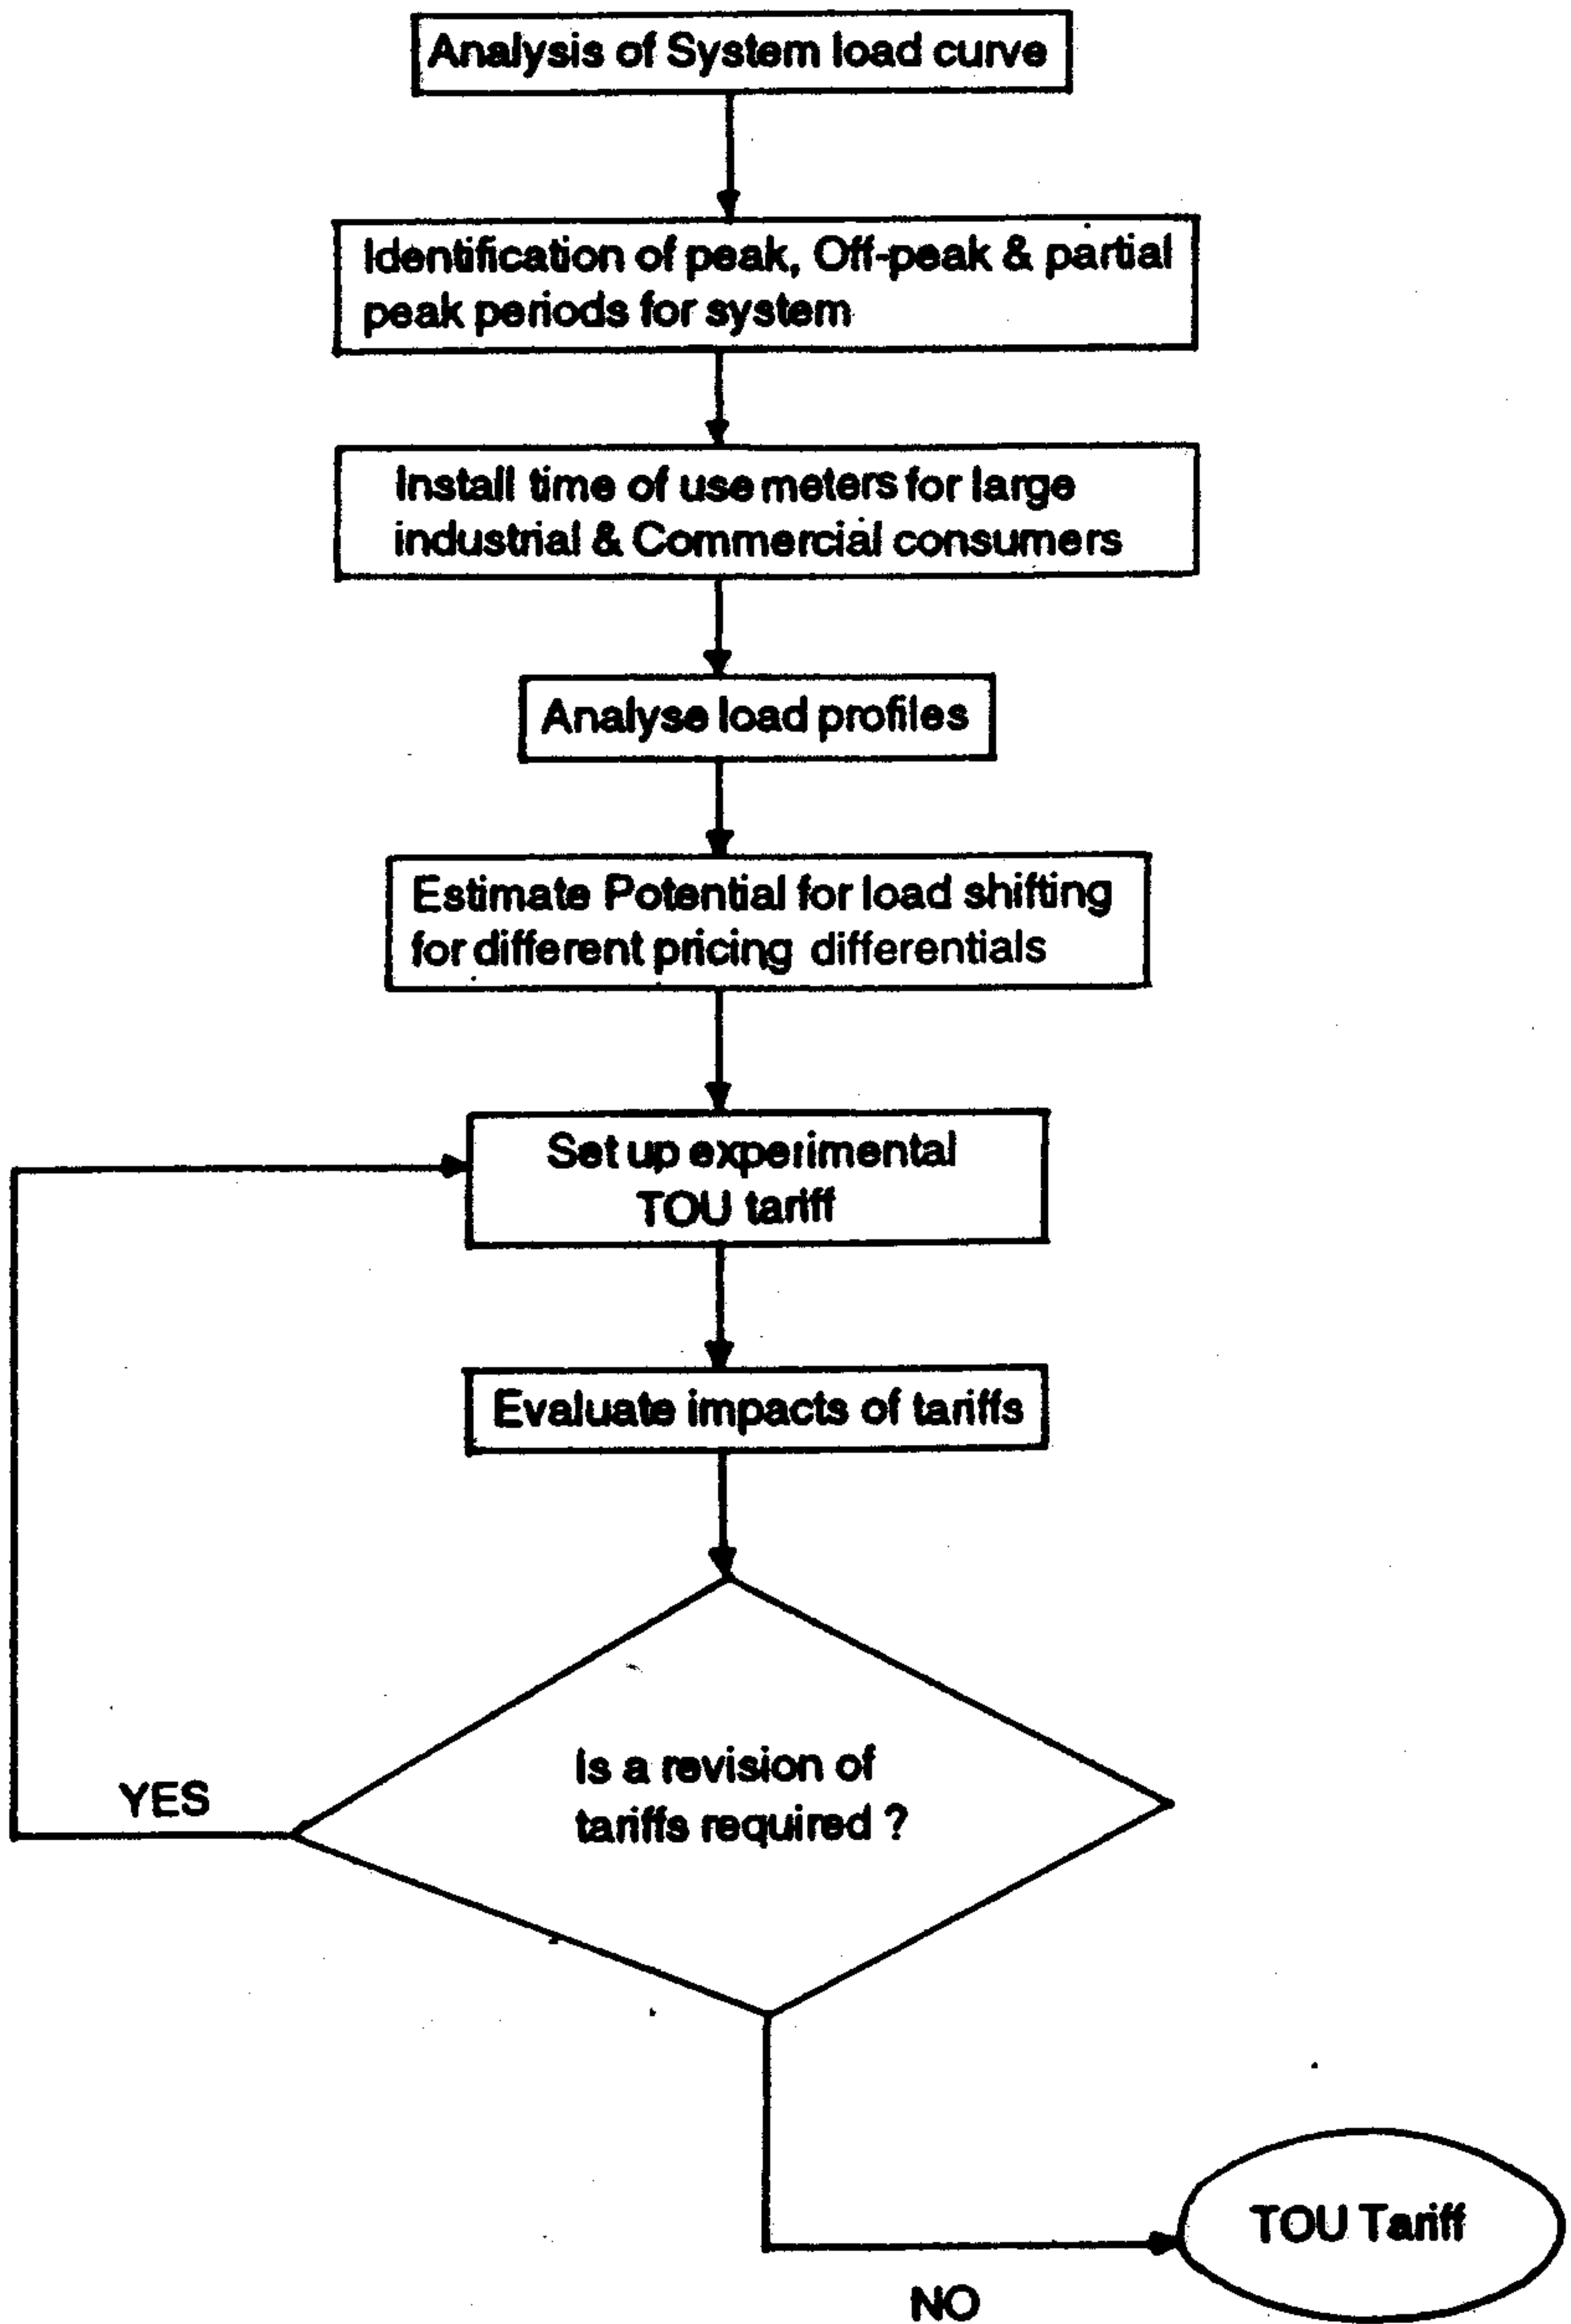 Analysis of System load curve
Identification of peak, Off-peak & partial
peak periods for system
Install time of use meters for large
industrial & Commercial consumers
Analyse load profiles
Estimate Potential for load shifting
for different pricing differentials
Set up experimental
TOU tariff
Evaluate impacts of tariffs
Is a revision of
tariffs required ?
YES
TOU Tariff
NO